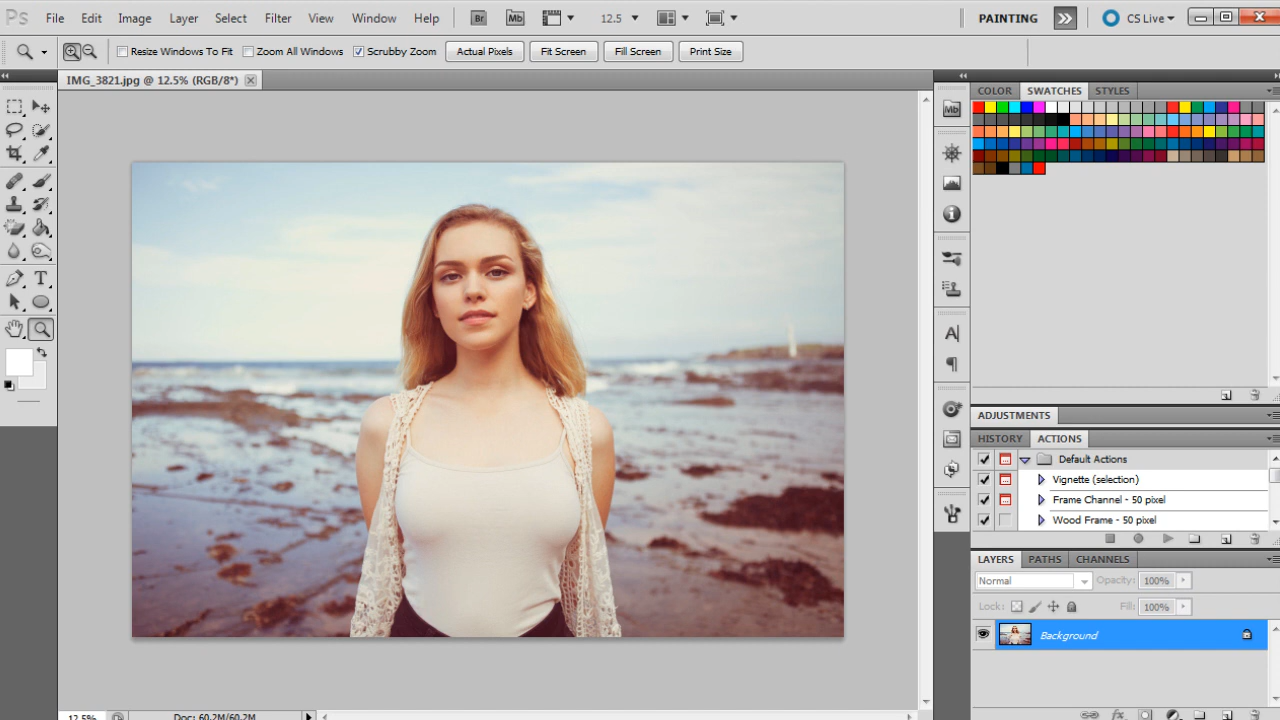 Ps File Edit Image Layer Select Filter View Window Help Br Mb 12.5 PAINTING CS Live
Resize Windows To Fit Zoom All Windows Scrubby Zoom Actual Pixels Fit Screen Fill Screen Print Size
IMG_3821.jpg @ 12.5% (RGB/8*)
COLOR SWATCHES STYLES
Mb
T
A
ADJUSTMENTS
HISTORY ACTIONS
Default Actions
Vignette (selection)
Frame Channel - 50 pixel
Wood Frame - 50 pixel
LAYERS PATHS CHANNELS
Normal Opacity: 100%
Lock: Fill: 100%
Background
12.5% Doc: 60.2M/60.2M
fx